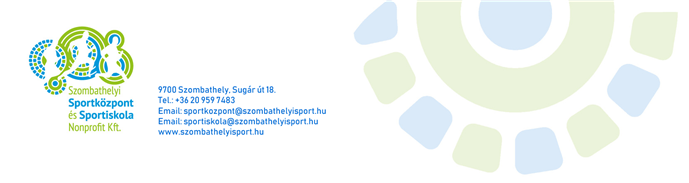 Szombathelyi
Sportközpont
és Sportiskola
Nonprofit Kft.
9700 Szombathely, Sugár út 18.
Tel.: +36 20 959 7483
Email: sportkozpont@szombathelyisport.hu
Email: sportiskola@szombathelyisport.hu
www.szombathelyisport.hu